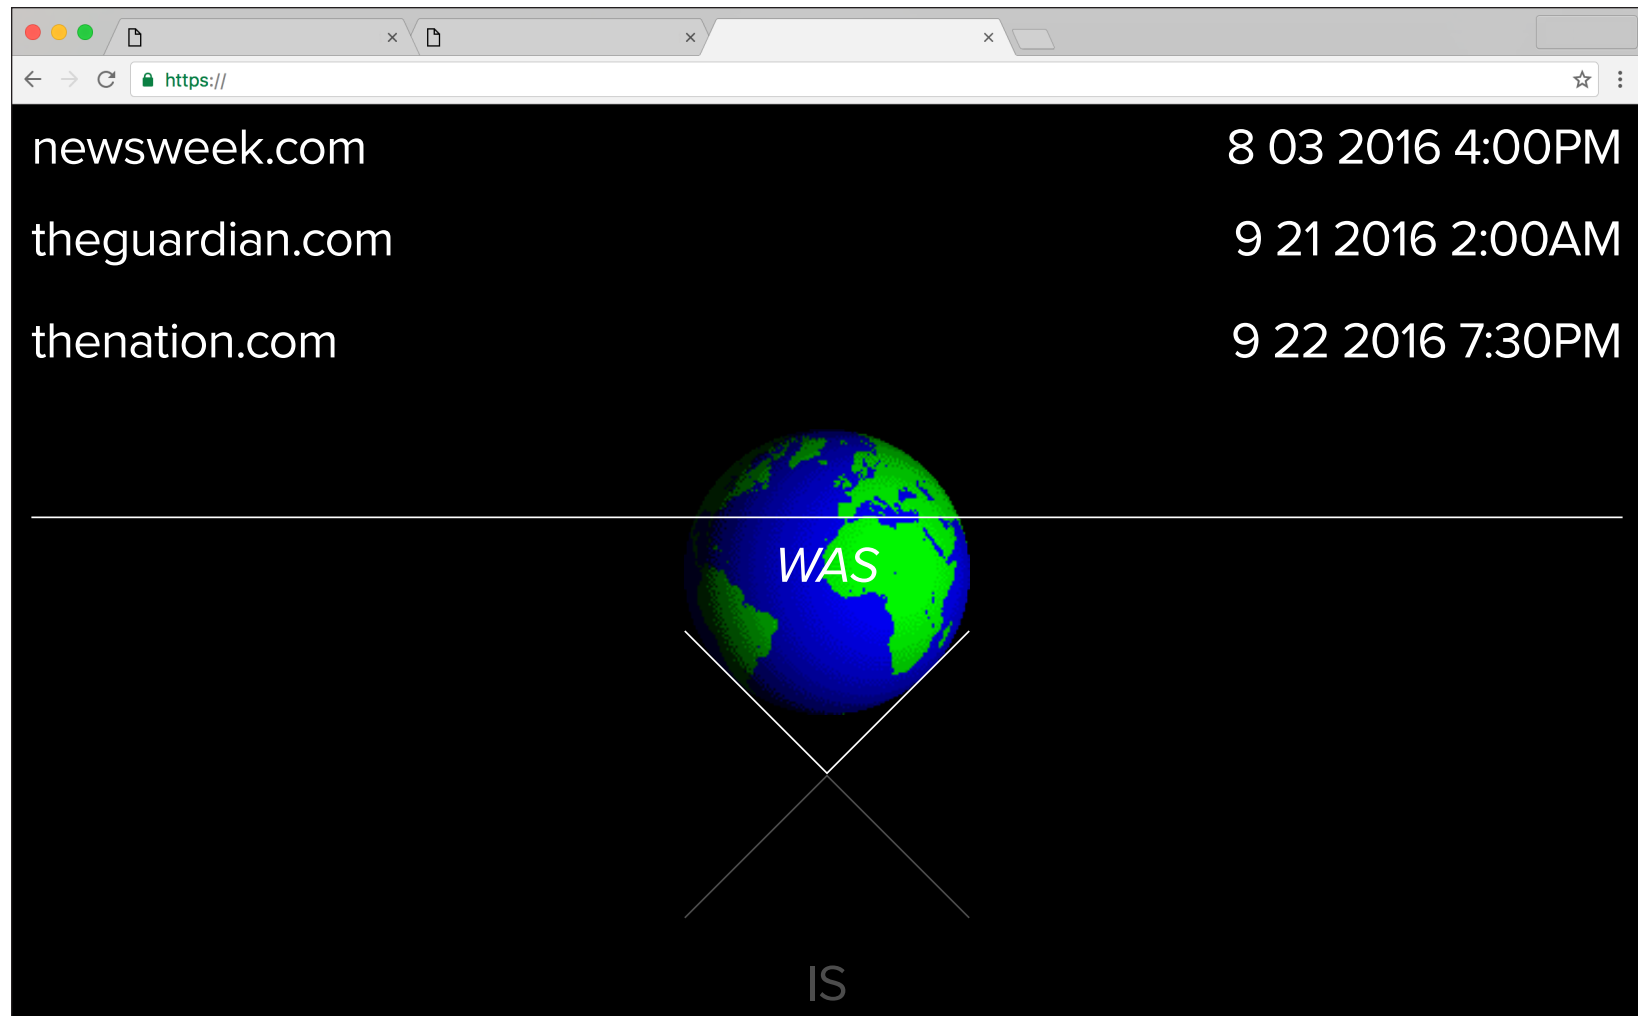 https://
newsweek.com 8 03 2016 4:00PM
theguardian.com 9 21 2016 2:00AM
thenation.com 9 22 2016 7:30PM
WAS
IS